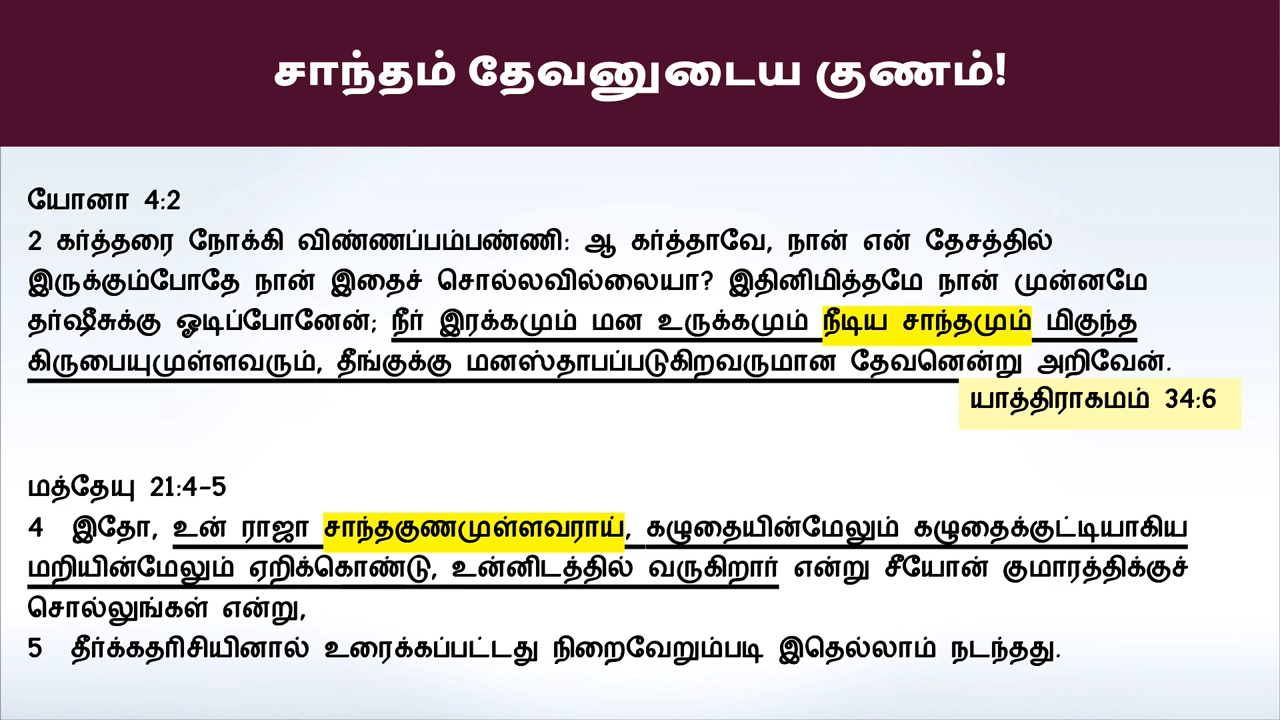 சாந்தம் தேவனுடைய குணம்!
யோனா 4:2
2 கர்த்தரை நோக்கி விண்ணப்பம்பண்ணி: ஆ கர்த்தாவே, நான் என் தேசத்தில்
இருக்கும்போதே நான் இதைச் சொல்லவில்லையா? இதினிமித்தமே நான் முன்னமே
தர்ஷீசுக்கு ஓடிப்போனேன்; நீர் இரக்கமும் மன உருக்கமும் நீடிய சாந்தமும் மிகுந்த
கிருபையுமுள்ளவரும், தீங்குக்கு மனஸ்தாபப்படுகிறவருமான தேவனென்று அறிவேன்.
யாத்திராகமம் 34:6
மத்தேயு 21:4-5
4 இதோ, உன் ராஜா சாந்தகுணமுள்ளவராய், கழுதையின்மேலும் கழுதைக்குட்டியாகிய
மறியின்மேலும் ஏறிக்கொண்டு, உன்னிடத்தில் வருகிறார் என்று சீயோன் குமாரத்திக்குச்
சொல்லுங்கள் என்று,
5 தீர்க்கதரிசியினால் உரைக்கப்பட்டது நிறைவேறும்படி இதெல்லாம் நடந்தது.